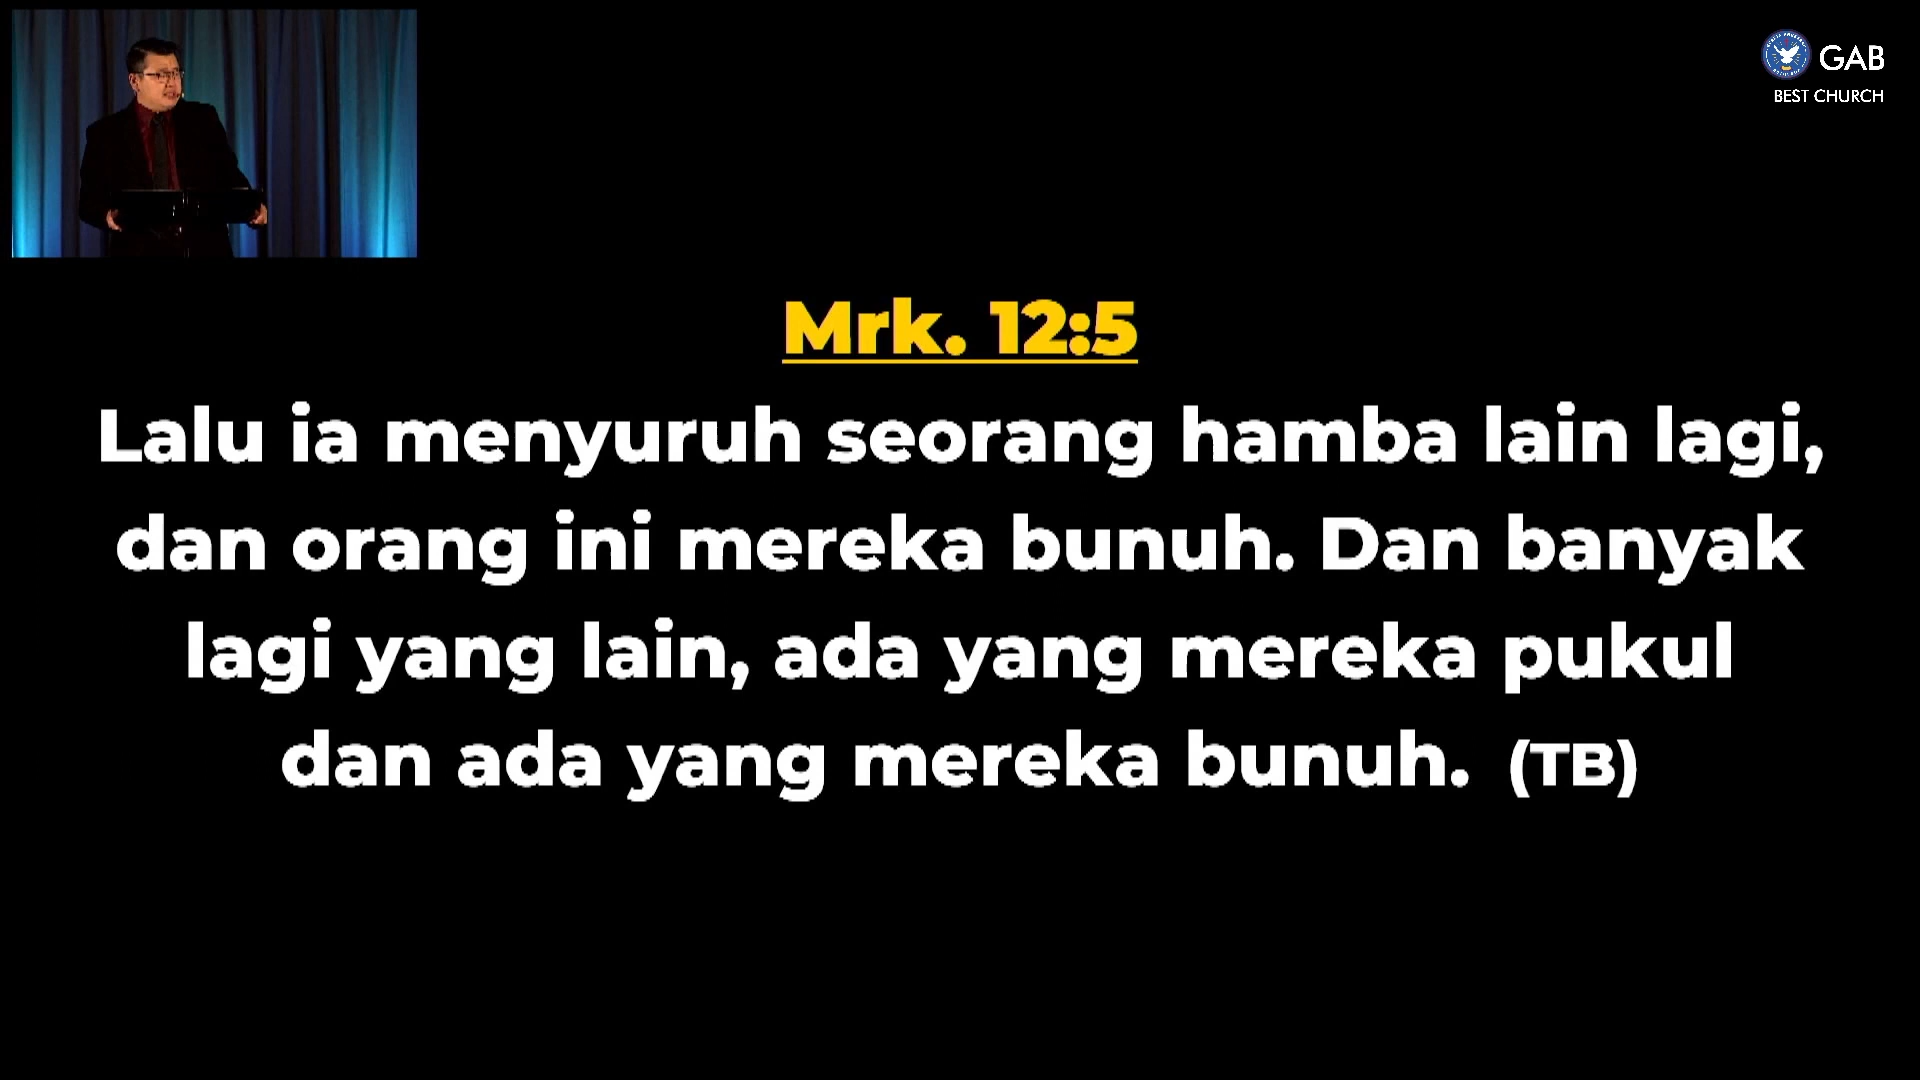 GAB
BEST CHURCH
Mrk. 12:5
Lalu ia menyuruh seorang hamba lain lagi,
dan orang ini mereka bunuh. Dan banyak
lagi yang lain, ada yang mereka pukul
dan ada yang mereka bunuh. (TB)